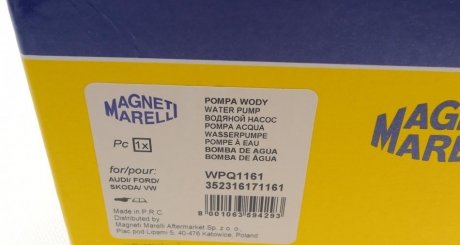 MAGNETI
MARELLI
Pc 1x
POMPA WODY
WATER PUMP
ВОДЯНОЙ НАСОС
POMPA ACQUA
WASSERPUMPE
POMPE À EAU
BOMBA DE AGUA
BOMBA DE AGUA
for/pour:
AUDI/ FORD/
SKODA/ VW
WPQ1161
352316171161
8 001063 594293
Made in P.R.C.
Distributed by
Magneti Marelli Aftermarket Sp. z o.o.
Plac pod Lipami 5, 40-476 Katowice, Poland
MAGNETI
MARELLI